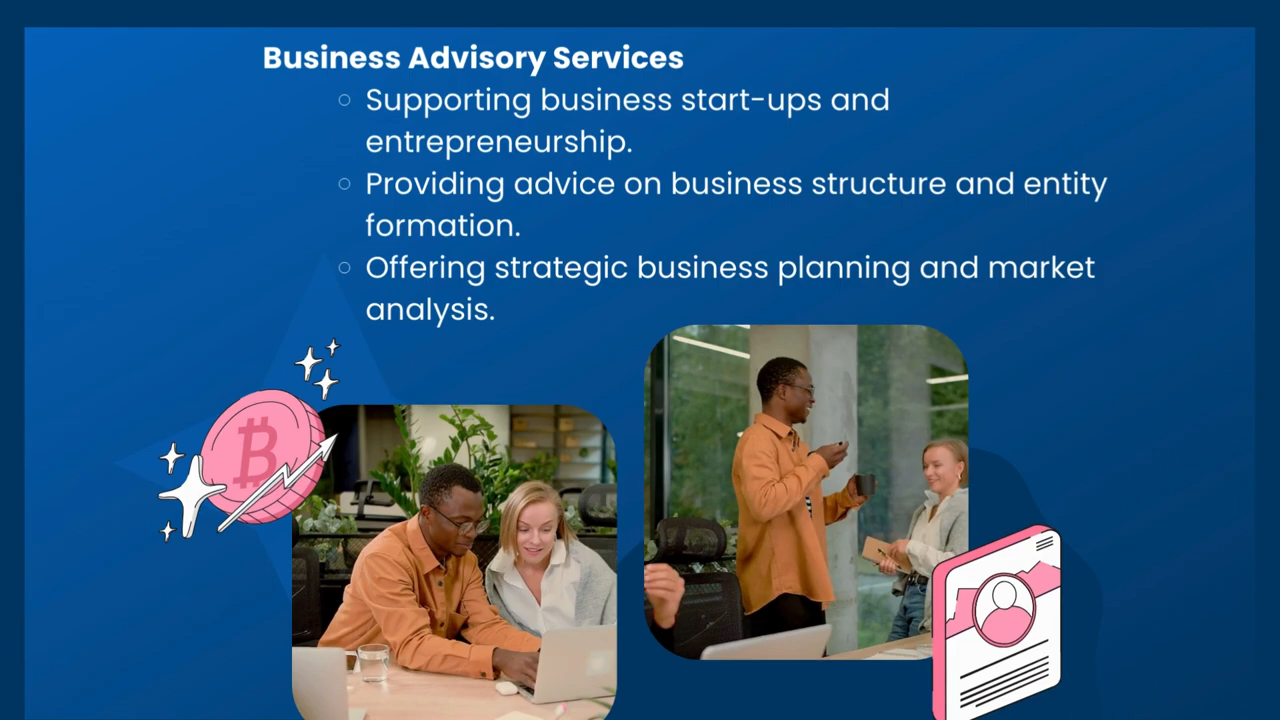 Business Advisory Services
Supporting business start-ups and
entrepreneurship.
Providing advice on business structure and entity
formation.
Offering strategic business planning and market
analysis.